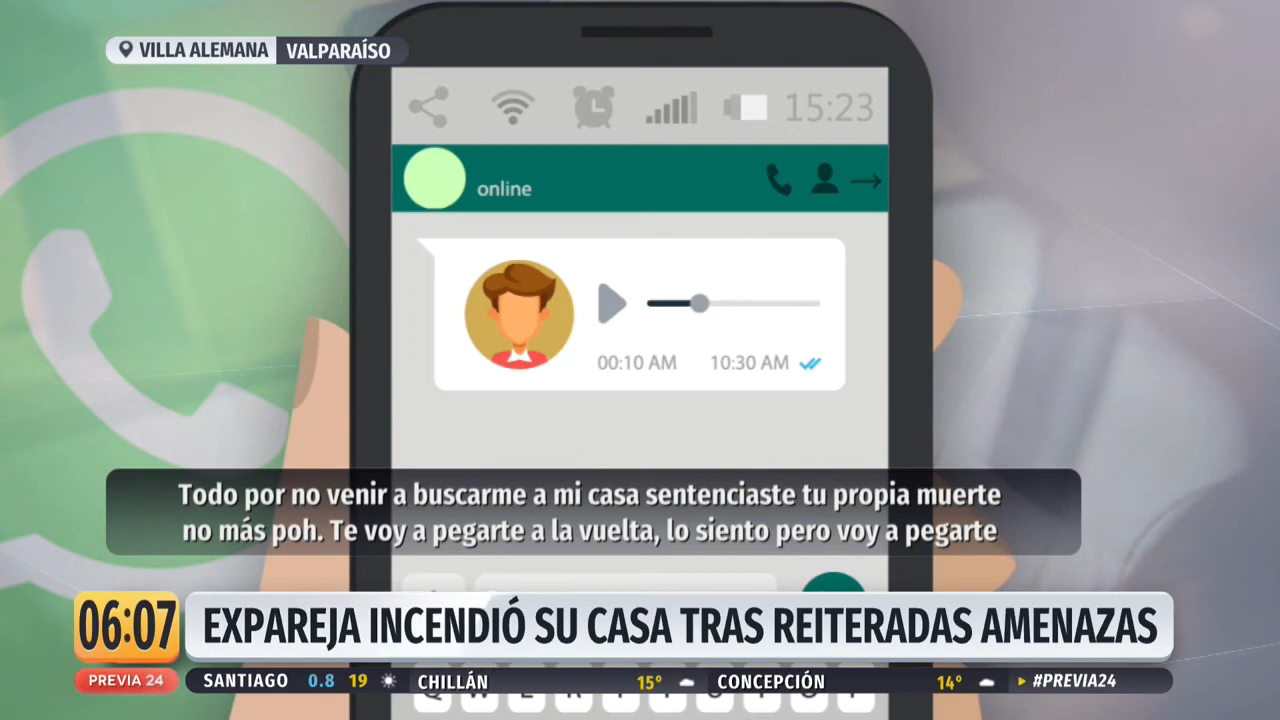 VILLA ALEMANA VALPARAÍSO
15:23
online
00:10 AM 10:30 AM
Todo por no venir a buscarme a mi casa sentenciaste tu propia muerte
no más poh. Te voy a pegarte a la vuelta, lo siento pero voy a pegarte
06:07 EXPAREJA INCENDIÓ SU CASA TRAS REITERADAS AMENAZAS
PREVIA 24 SANTIAGO 0.8 19 CHILLÁN 15° CONCEPCIÓN 14° #PREVIA24